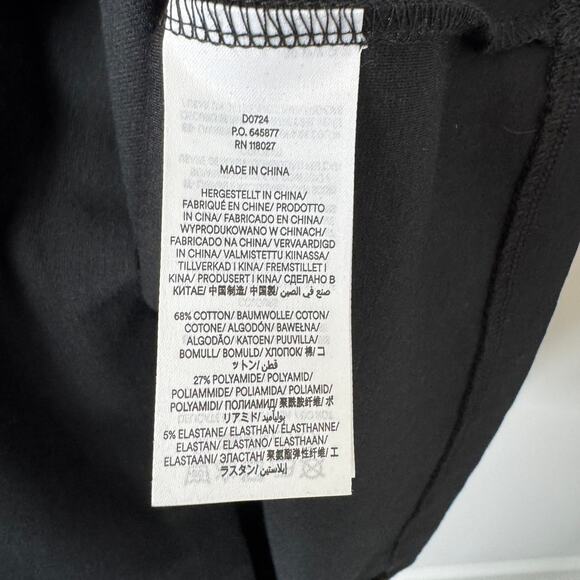 D0724
P.O. 645877
RN 118027
MADE IN CHINA
HERGESTELLT IN CHINA/
FABRIQUÉ EN CHINE/ PRODOTTO
IN CINA/ FABRICADO EN CHINA/
WYPRODUKOWANO W CHINACH/
FABRICADO NA CHINA/ VERVAARDIGD
IN CHINA/ VALMISTETTU KIINASSA/
TILLVERKAD I KINA/ FREMSTILLET I
KINA/ PRODUSERT I KINA/ СДЕЛАНО В
КИТАЕ/ 中国制造/ 中国製/ صنع في الصين
68% COTTON/ BAUMWOLLE/ COTON/
COTONE/ ALGODÓN/ BAWEŁNA/
ALGODÃO/ KATOEN/ PUUVILLA/
BOMULL/ BOMULD/ ХЛОПОК/ 棉/ コ
ットン/ قطن/
27% POLYAMIDE/ POLYAMID/
POLIAMMIDE/ POLIAMIDA/ POLIAMID/
POLYAMIDI/ ПОЛИАМИД/ 聚酰胺纤维/ ポ
リアミド/ بولياميد/
5% ELASTANE/ ELASTHAN/ ÉLASTHANNE/
ELASTAN/ ELASTANO/ ELASTHAAN/
ELASTAANI/ ЭЛАСТАН/ 聚氨酯弹性纤维/ エ
ラスタン/ إيلاستين/